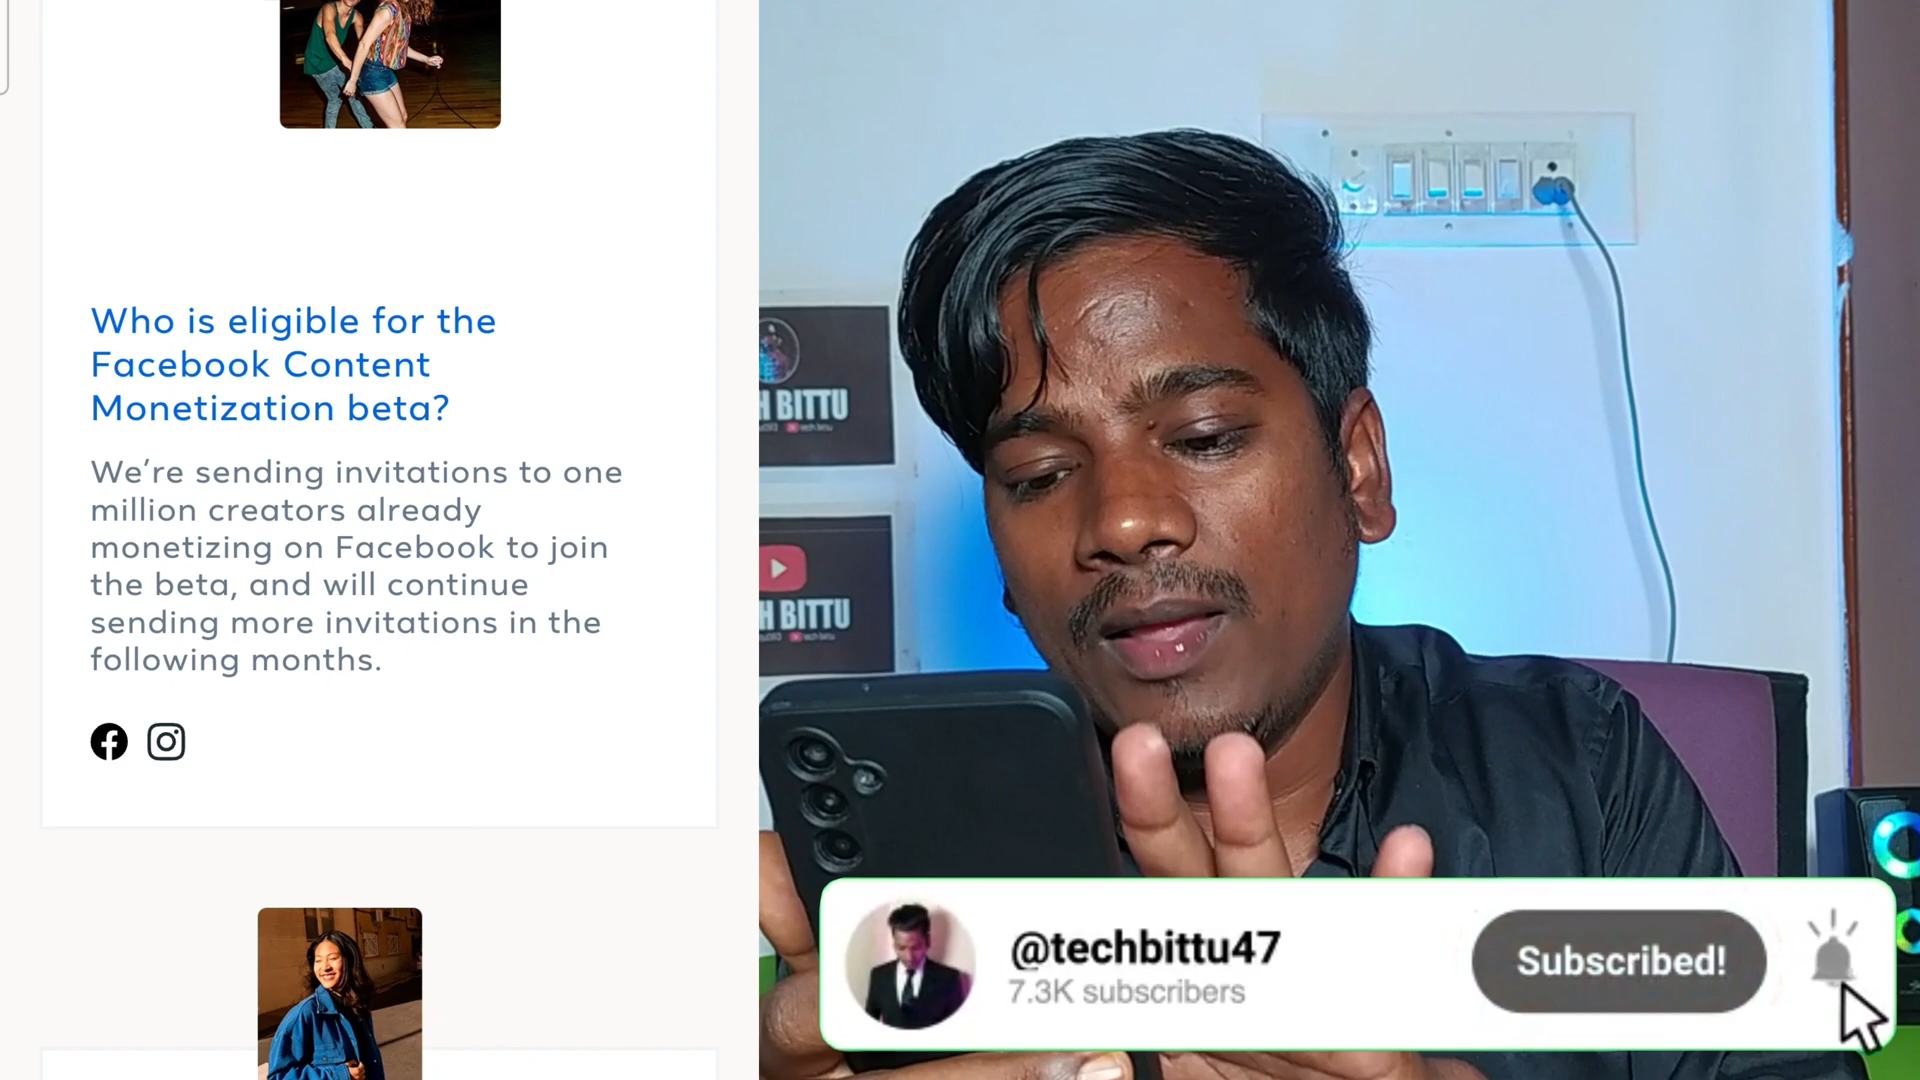 Who is eligible for the
Facebook Content
Monetization beta?
We’re sending invitations to one
million creators already
monetizing on Facebook to join
the beta, and will continue
sending more invitations in the
following months.
H BITTU
H BITTU
@techbittu47
7.3K subscribers
Subscribed!